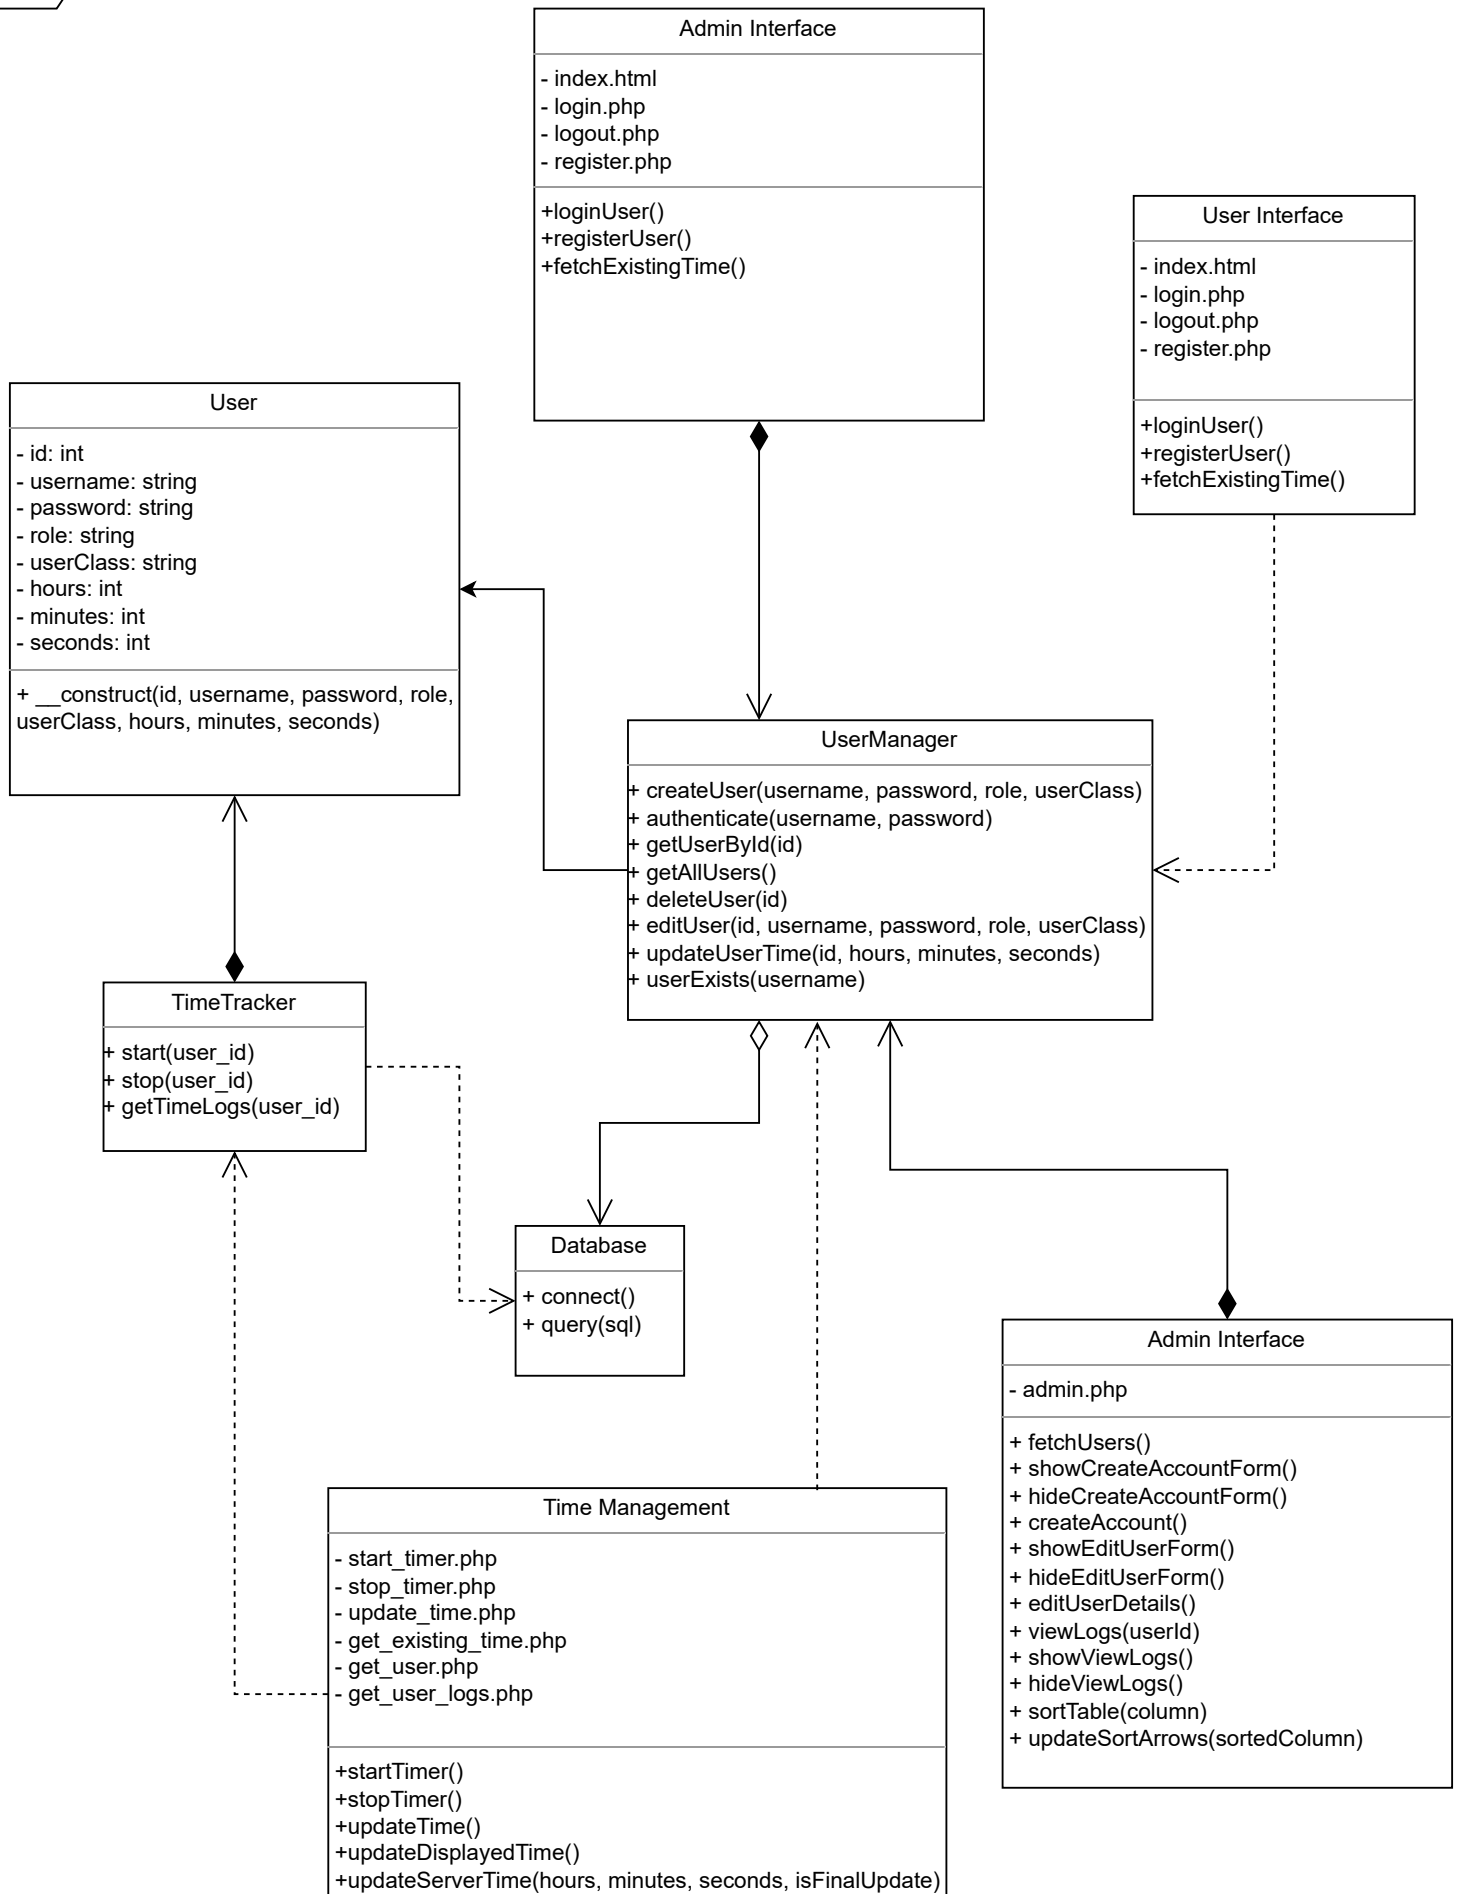 Admin Interface
- index.html
- login.php
- logout.php
- register.php
+loginUser()
+registerUser()
+fetchExistingTime()
User Interface
- index.html
- login.php
- logout.php
- register.php
+loginUser()
+registerUser()
+fetchExistingTime()
User
- id: int
- username: string
- password: string
- role: string
- userClass: string
- hours: int
- minutes: int
- seconds: int
+ __construct(id, username, password, role,
userClass, hours, minutes, seconds)
UserManager
+ createUser(username, password, role, userClass)
+ authenticate(username, password)
+ getUserById(id)
+ getAllUsers()
+ deleteUser(id)
+ editUser(id, username, password, role, userClass)
+ updateUserTime(id, hours, minutes, seconds)
+ userExists(username)
TimeTracker
+ start(user_id)
+ stop(user_id)
+ getTimeLogs(user_id)
Database
+ connect()
+ query(sql)
Admin Interface
- admin.php
+ fetchUsers()
+ showCreateAccountForm()
+ hideCreateAccountForm()
+ createAccount()
+ showEditUserForm()
+ hideEditUserForm()
+ editUserDetails()
+ viewLogs(userId)
+ showViewLogs()
+ hideViewLogs()
+ sortTable(column)
+ updateSortArrows(sortedColumn)
Time Management
- start_timer.php
- stop_timer.php
- update_time.php
- get_existing_time.php
- get_user.php
- get_user_logs.php
+startTimer()
+stopTimer()
+updateTime()
+updateDisplayedTime()
+updateServerTime(hours, minutes, seconds, isFinalUpdate)